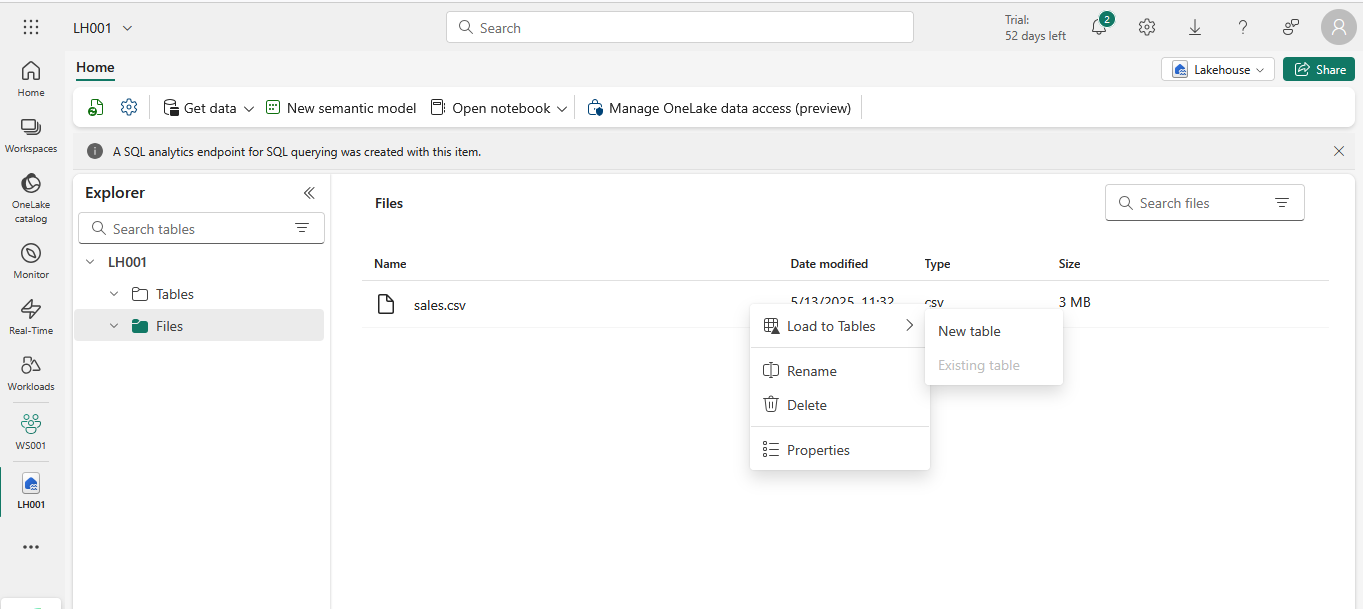 LH001
Search
Trial:
52 days left
2
Home
Workspaces
OneLake
catalog
Monitor
Real-Time
Workloads
WS001
LH001
Home
Lakehouse
Share
Get data
New semantic model
Open notebook
Manage OneLake data access (preview)
A SQL analytics endpoint for SQL querying was created with this item.
Explorer
Search tables
LH001
Tables
Files
Files
Search files
Name Date modified Type Size
sales.csv 5/13/2025, 11:32 csv 3 MB
Load to Tables
Rename
Delete
Properties
New table
Existing table